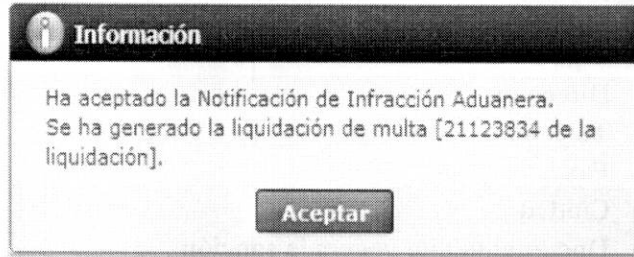 Información
Ha aceptado la Notificación de Infracción Aduanera.
Se ha generado la liquidación de multa [21123834 de la
liquidación].
Aceptar